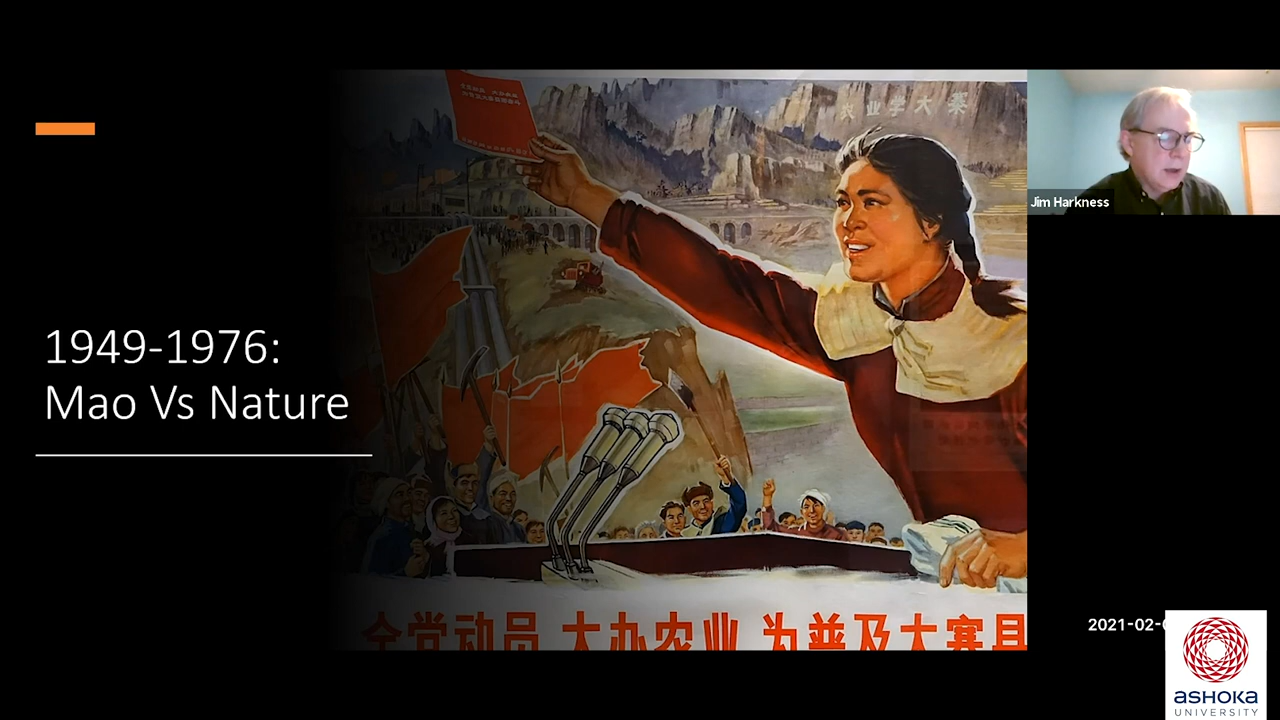 农业学大寨
1949-1976:
Mao Vs Nature
Jim Harkness
全党动员 大办农业 为普及大寨县
2021-02-0
ASHOKA
UNIVERSITY